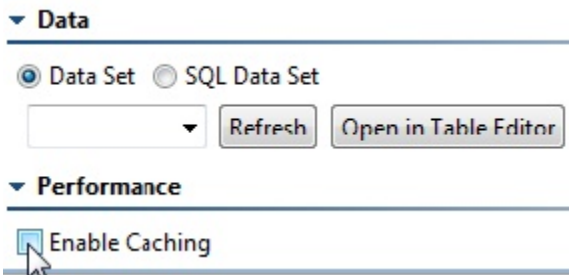 Data
Data Set SQL Data Set
Refresh Open in Table Editor
Performance
Enable Caching